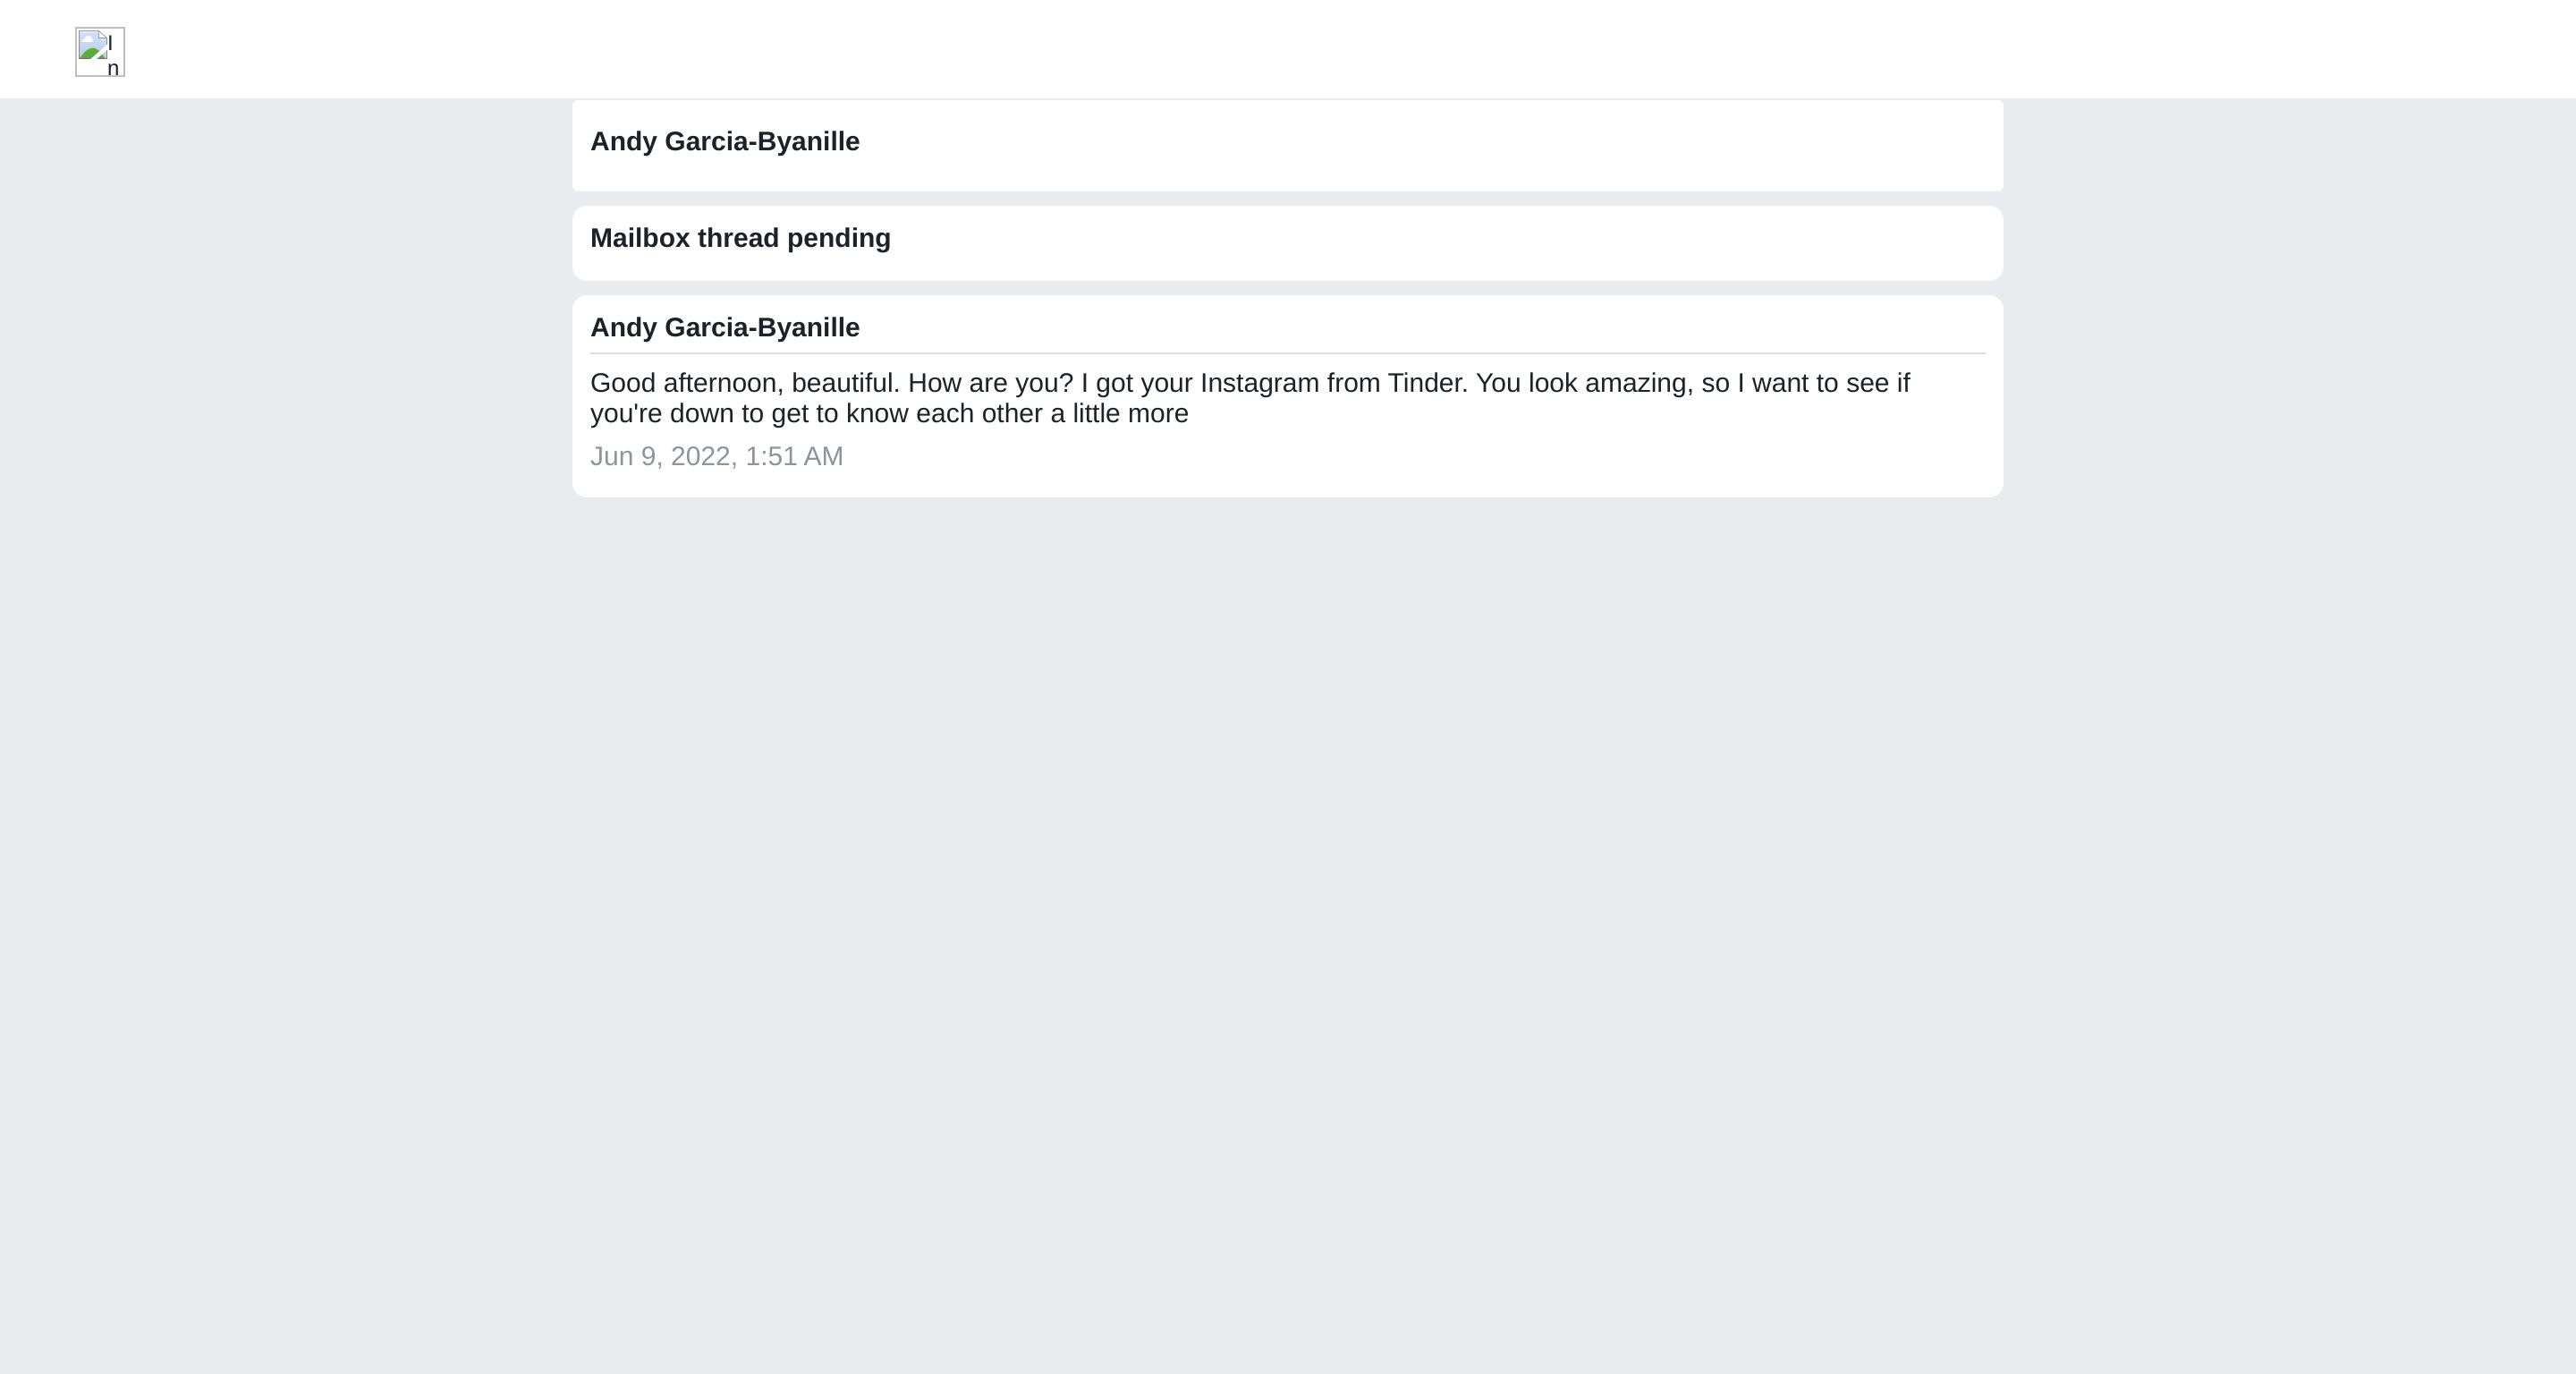 In
Andy Garcia-Byanille
Mailbox thread pending
Andy Garcia-Byanille
Good afternoon, beautiful. How are you? I got your Instagram from Tinder. You look amazing, so I want to see if
you're down to get to know each other a little more
Jun 9, 2022, 1:51 AM